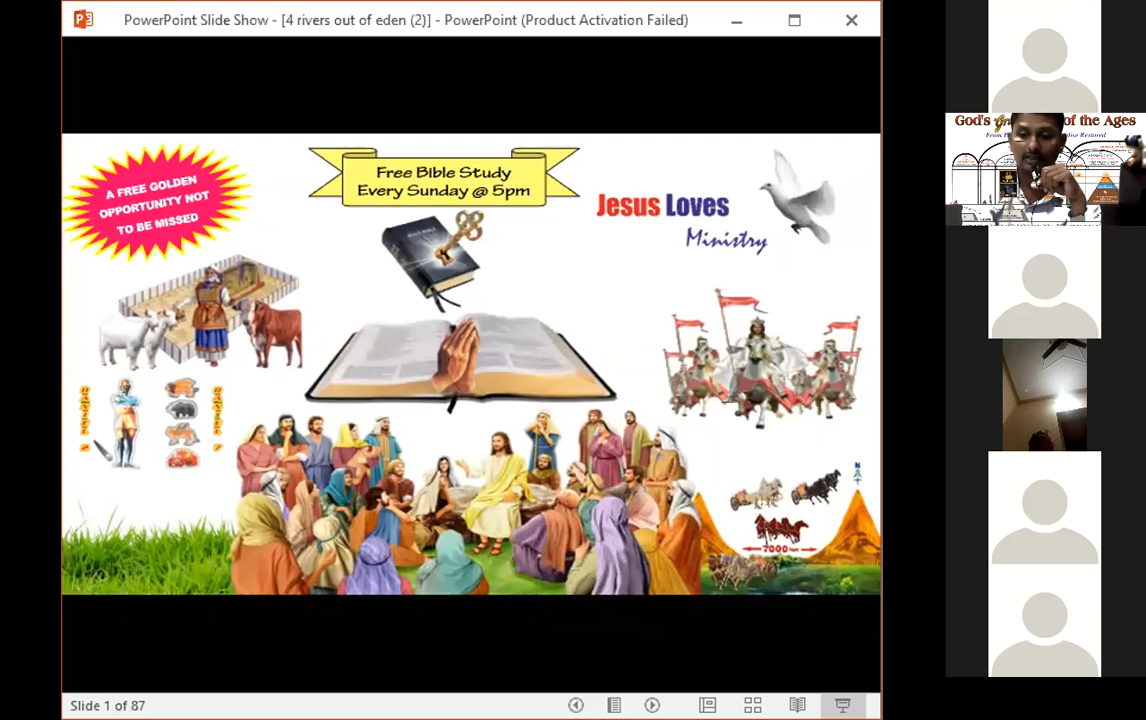 PowerPoint Slide Show - [4 rivers out of eden (2)] - PowerPoint (Product Activation Failed)
A FREE GOLDEN
OPPORTUNITY NOT
TO BE MISSED
Free Bible Study
Every Sunday @ 5pm
Jesus Loves
Ministry
HOLY BIBLE
N
7000
God's
of the Ages
Slide 1 of 87